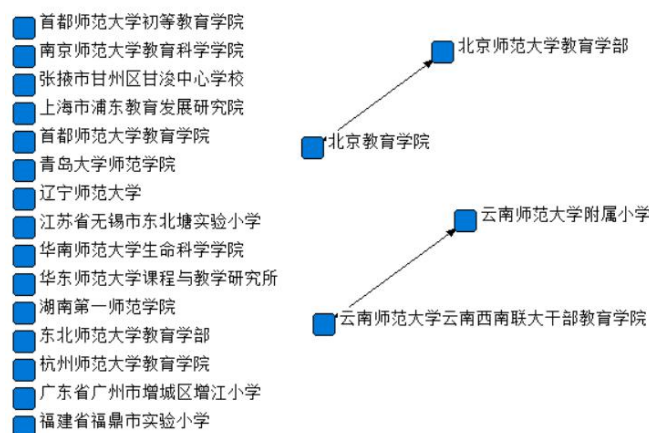 首都师范大学初等教育学院
南京师范大学教育科学学院
张掖市甘州区甘浚中心学校
上海市浦东教育发展研究院
首都师范大学教育学院
青岛大学师范学院
辽宁师范大学
江苏省无锡市东北塘实验小学
华南师范大学生命科学学院
华东师范大学课程与教学研究所
湖南第一师范学院
东北师范大学教育学部
杭州师范大学教育学院
广东省广州市增城区增江小学
福建省福鼎市实验小学
北京师范大学教育学部
北京教育学院
云南师范大学附属小学
云南师范大学云南西南联大干部教育学院